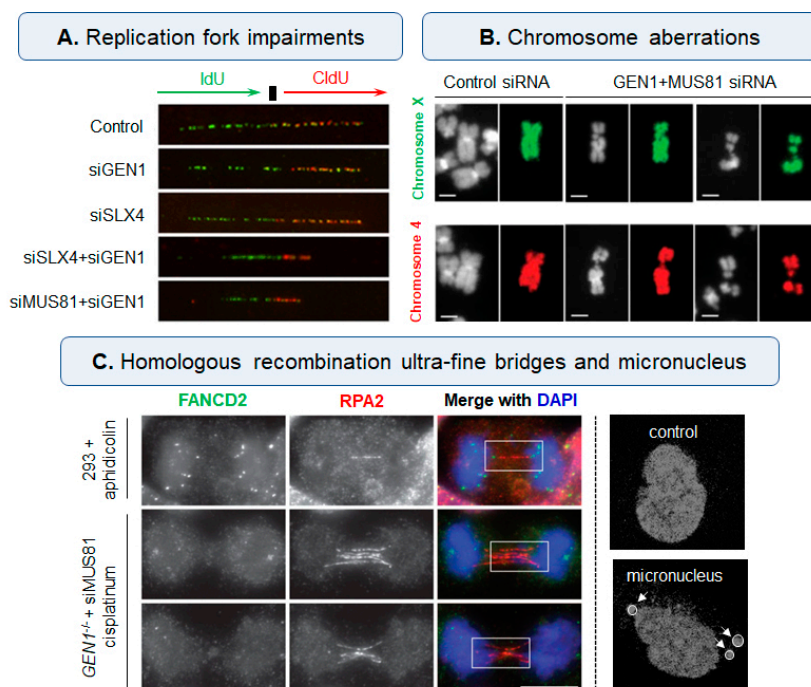 A. Replication fork impairments
IdU
CldU
Control
siGEN1
siSLX4
siSLX4+siGEN1
siMUS81+siGEN1
B. Chromosome aberrations
Control siRNA
GEN1+MUS81 siRNA
Chromosome X
Chromosome 4
C. Homologous recombination ultra-fine bridges and micronucleus
FANCD2
RPA2
Merge with DAPI
293 +
aphidicolin
GEN1-/- + siMUS81
cisplatinum
control
micronucleus